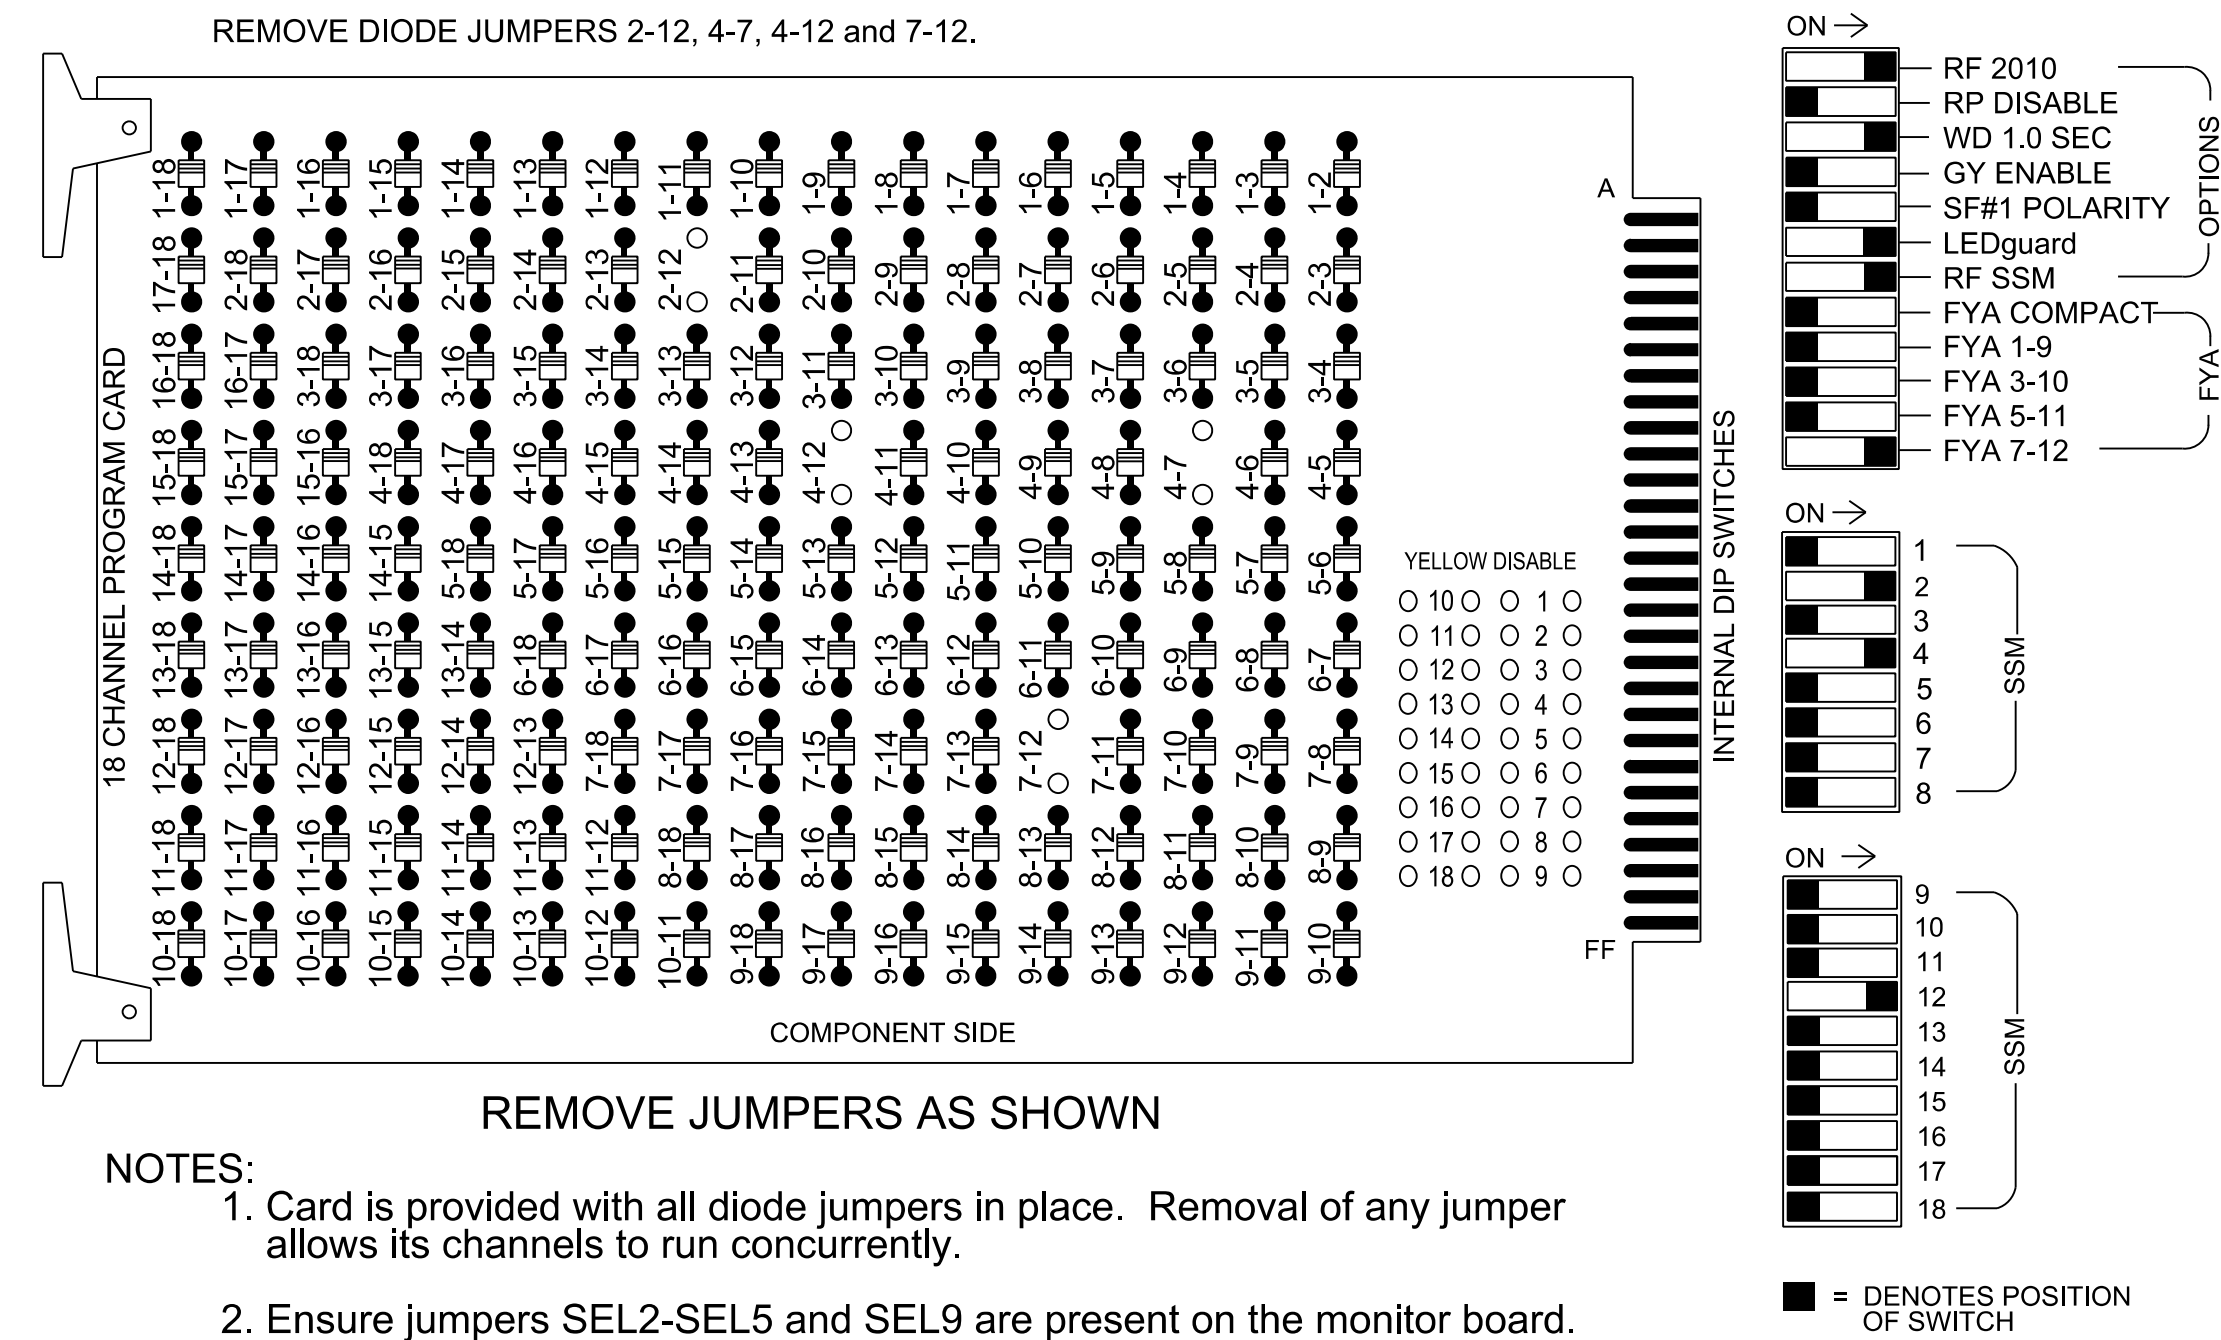 REMOVE DIODE JUMPERS 2-12, 4-7, 4-12 and 7-12.
18 CHANNEL PROGRAM CARD
1-18 1-17 1-16 1-15 1-14 1-13 1-12 1-11 1-10 1-9 1-8 1-7 1-6 1-5 1-4 1-3 1-2
17-18 2-18 2-17 2-16 2-15 2-14 2-13 2-12 2-11 2-10 2-9 2-8 2-7 2-6 2-5 2-4 2-3
16-18 16-17 3-18 3-17 3-16 3-15 3-14 3-13 3-12 3-11 3-10 3-9 3-8 3-7 3-6 3-5 3-4
15-18 15-17 15-16 4-18 4-17 4-16 4-15 4-14 4-13 4-12 4-11 4-10 4-9 4-8 4-7 4-6 4-5
14-18 14-17 14-16 14-15 5-18 5-17 5-16 5-15 5-14 5-13 5-12 5-11 5-10 5-9 5-8 5-7 5-6
13-18 13-17 13-16 13-15 13-14 6-18 6-17 6-16 6-15 6-14 6-13 6-12 6-11 6-10 6-9 6-8 6-7
12-18 12-17 12-16 12-15 12-14 12-13 7-18 7-17 7-16 7-15 7-14 7-13 7-12 7-11 7-10 7-9 7-8
11-18 11-17 11-16 11-15 11-14 11-13 11-12 8-18 8-17 8-16 8-15 8-14 8-13 8-12 8-11 8-10 8-9
10-18 10-17 10-16 10-15 10-14 10-13 10-12 10-11 9-18 9-17 9-16 9-15 9-14 9-13 9-12 9-11 9-10
A
YELLOW DISABLE
10 1
11 2
12 3
13 4
14 5
15 6
16 7
17 8
18 9
FF
COMPONENT SIDE
INTERNAL DIP SWITCHES
ON →
RF 2010
RP DISABLE
WD 1.0 SEC
GY ENABLE
SF#1 POLARITY
LEDguard
RF SSM
OPTIONS
FYA COMPACT
FYA 1-9
FYA 3-10
FYA 5-11
FYA 7-12
FYA
ON →
1
2
3
4
5
6
7
8
SSM
ON →
9
10
11
12
13
14
15
16
17
18
SSM
= DENOTES POSITION
OF SWITCH
REMOVE JUMPERS AS SHOWN
NOTES:
1. Card is provided with all diode jumpers in place. Removal of any jumper
allows its channels to run concurrently.
2. Ensure jumpers SEL2-SEL5 and SEL9 are present on the monitor board.